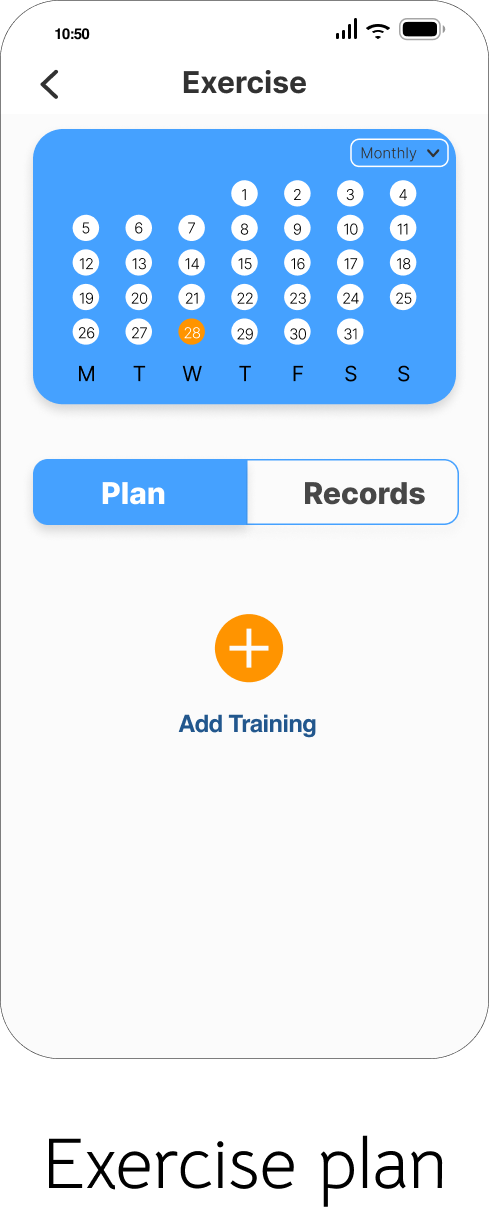 10:50
Exercise
Monthly
1 2 3 4
5 6 7 8 9 10 11
12 13 14 15 16 17 18
19 20 21 22 23 24 25
26 27 28 29 30 31
M T W T F S S
Plan Records
Add Training
Exercise plan